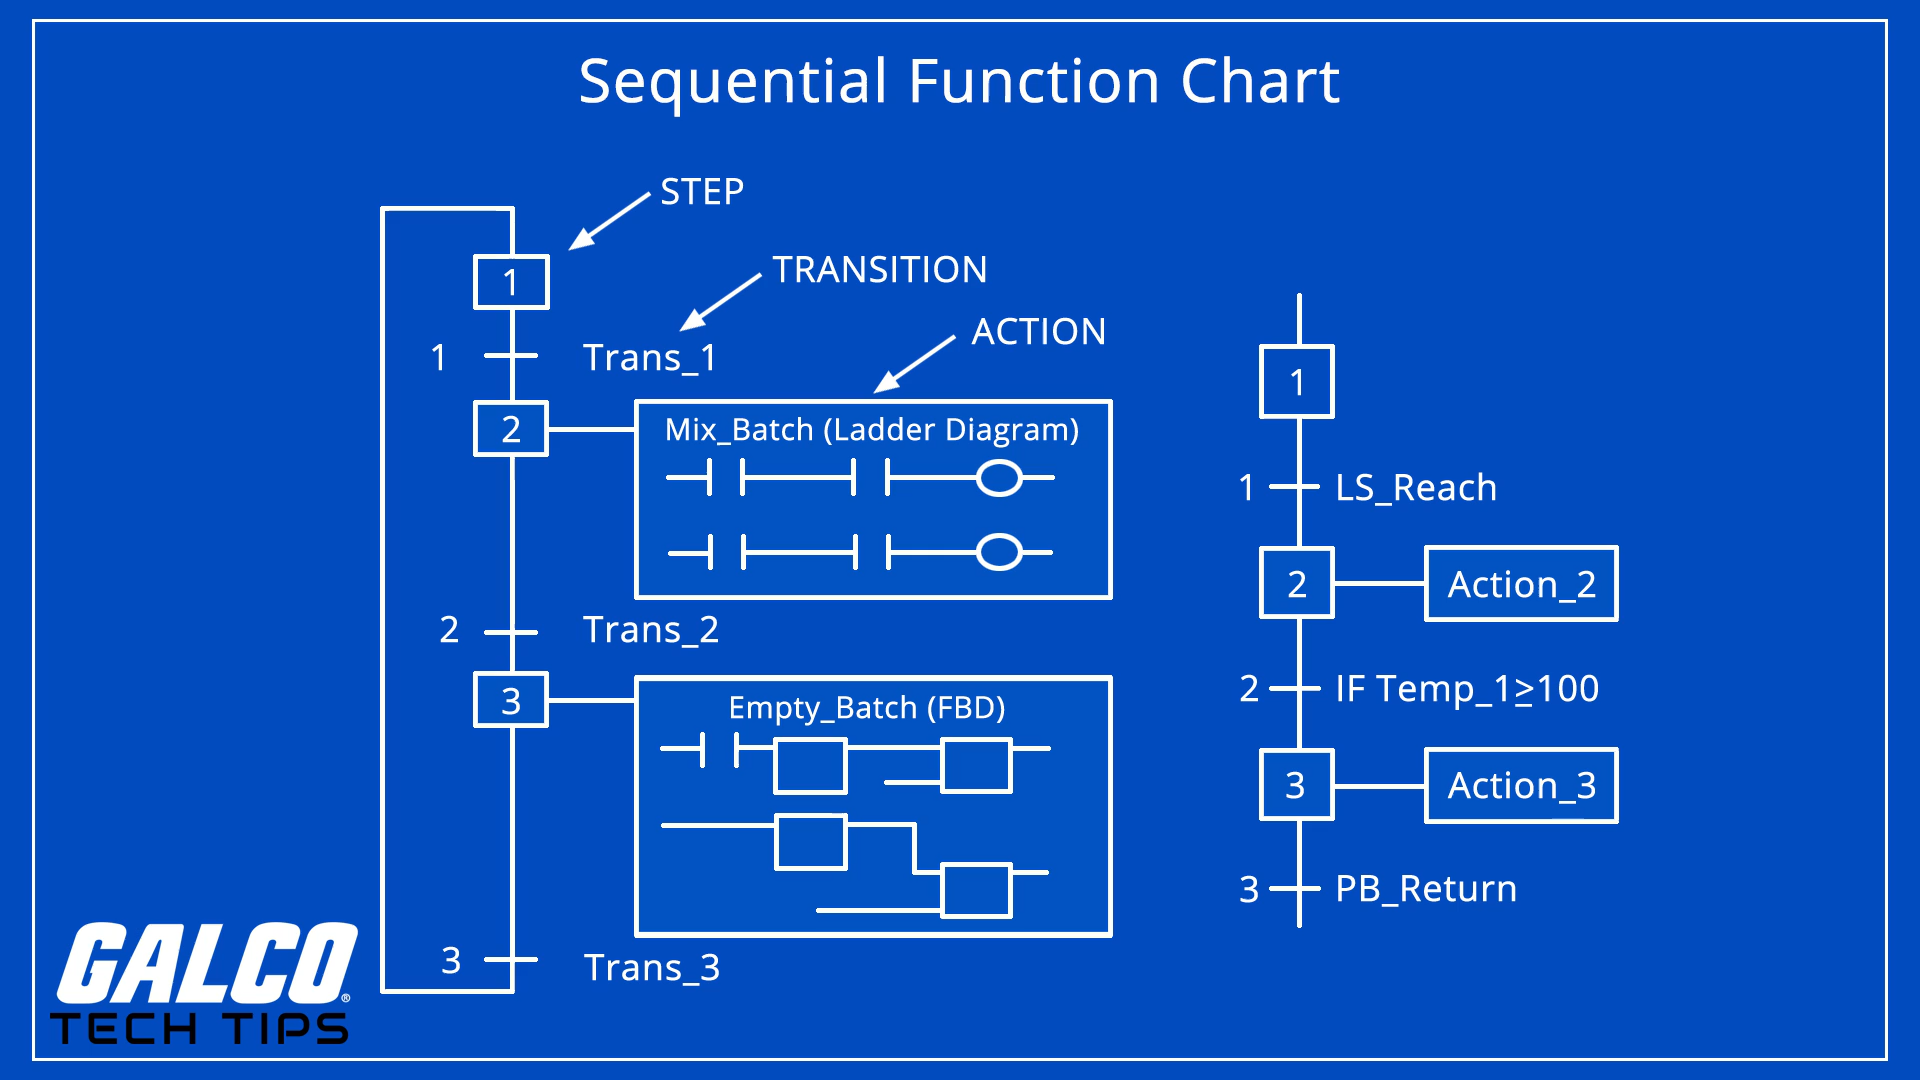 Sequential Function Chart
STEP
TRANSITION
ACTION
1
1 Trans_1
2
Mix_Batch (Ladder Diagram)
2 Trans_2
3
Empty_Batch (FBD)
3 Trans_3
1
1 LS_Reach
2 Action_2
2 IF Temp_1≥100
3 Action_3
3 PB_Return
GALCO®
TECH TIPS